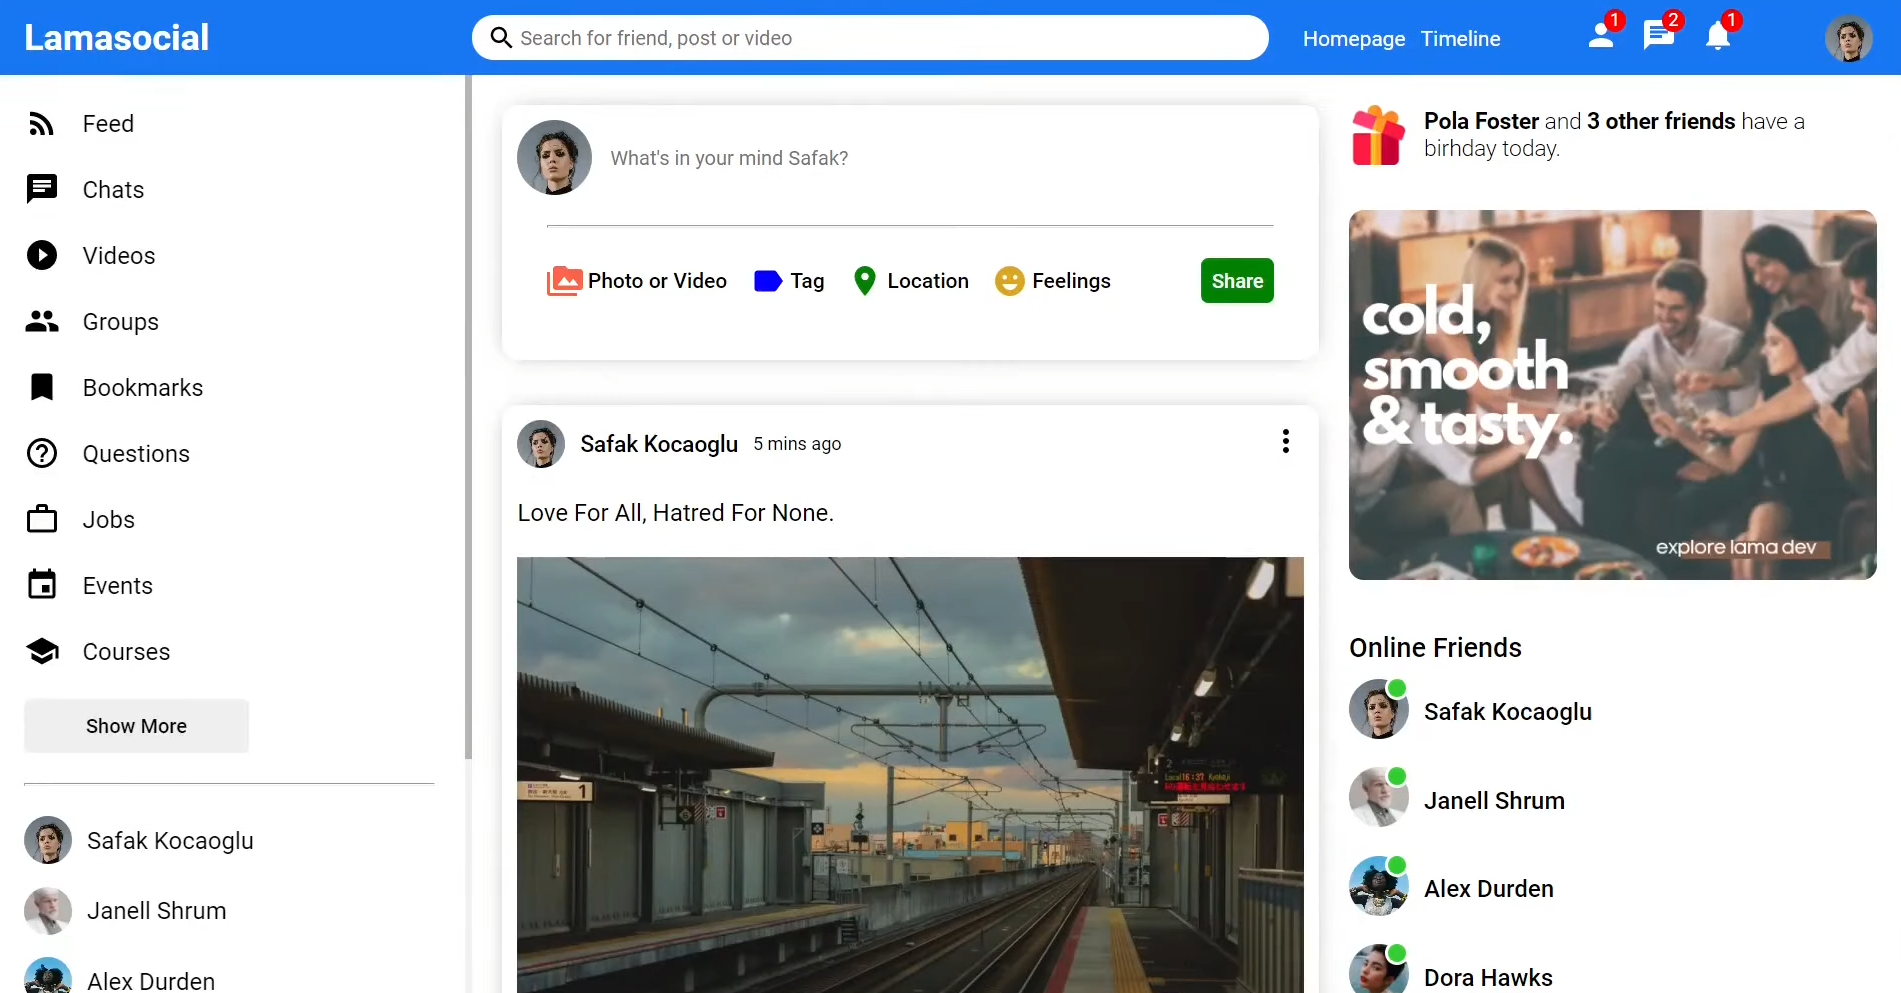 Lamasocial
Search for friend, post or video
Homepage Timeline
1
2
1
Feed
Chats
Videos
Groups
Bookmarks
Questions
Jobs
Events
Courses
Show More
Safak Kocaoglu
Janell Shrum
Alex Durden
What's in your mind Safak?
Photo or Video Tag Location Feelings Share
Safak Kocaoglu 5 mins ago
Love For All, Hatred For None.
1
2
Pola Foster and 3 other friends have a
birhday today.
cold,
smooth
& tasty.
explore lama dev
Online Friends
Safak Kocaoglu
Janell Shrum
Alex Durden
Dora Hawks